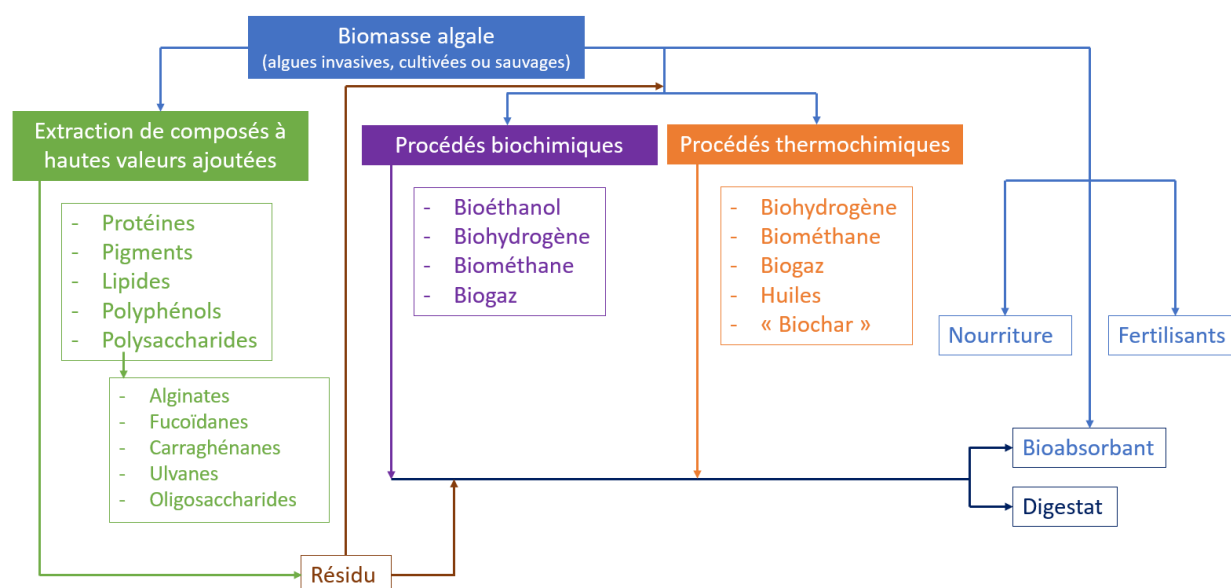 Biomasse algale
(algues invasives, cultivées ou sauvages)
Extraction de composés à
hautes valeurs ajoutées
- Protéines
- Pigments
- Lipides
- Polyphénols
- Polysaccharides
- Alginates
- Fucoïdanes
- Carraghénanes
- Ulvanes
- Oligosaccharides
Résidu
Procédés biochimiques
- Bioéthanol
- Biohydrogène
- Biométhane
- Biogaz
Procédés thermochimiques
- Biohydrogène
- Biométhane
- Biogaz
- Huiles
- « Biochar »
Nourriture
Fertilisants
Bioabsorbant
Digestat